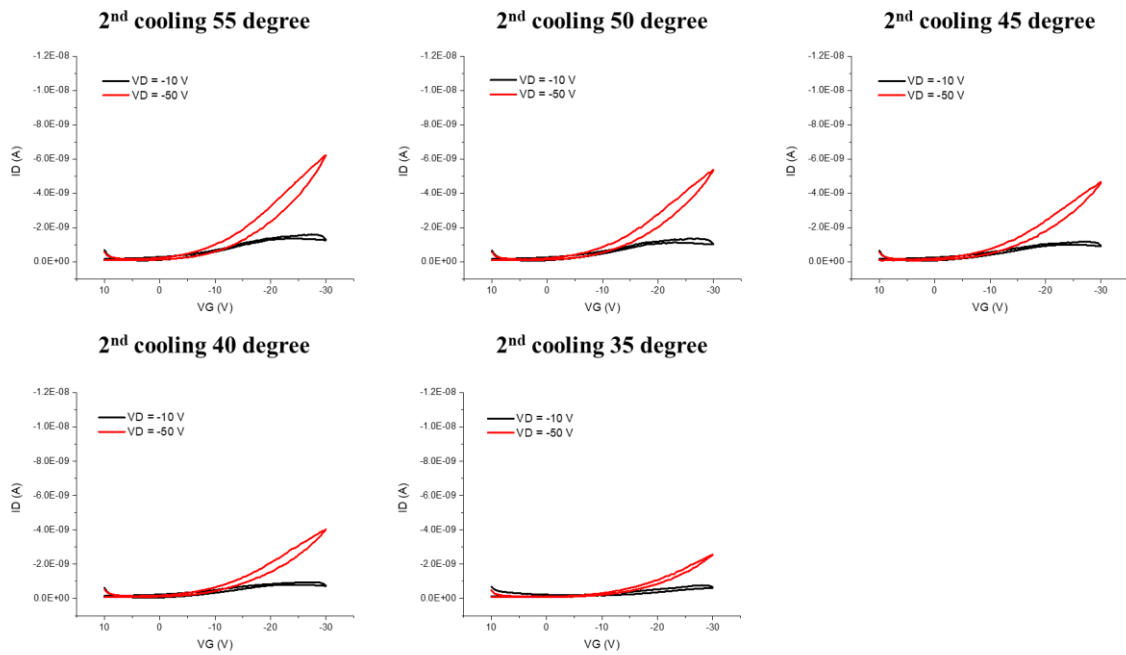 2nd cooling 55 degree
-1.2E-08
-1.0E-08
-8.0E-09
-6.0E-09
-4.0E-09
-2.0E-09
0.0E+00
ID (A)
VD = -10 V
VD = -50 V
10 0 -10 -20 -30
VG (V)
2nd cooling 50 degree
-1.2E-08
-1.0E-08
-8.0E-09
-6.0E-09
-4.0E-09
-2.0E-09
0.0E+00
ID (A)
VD = -10 V
VD = -50 V
10 0 -10 -20 -30
VG (V)
2nd cooling 45 degree
-1.2E-08
-1.0E-08
-8.0E-09
-6.0E-09
-4.0E-09
-2.0E-09
0.0E+00
ID (A)
VD = -10 V
VD = -50 V
10 0 -10 -20 -30
VG (V)
2nd cooling 40 degree
-1.2E-08
-1.0E-08
-8.0E-09
-6.0E-09
-4.0E-09
-2.0E-09
0.0E+00
ID (A)
VD = -10 V
VD = -50 V
10 0 -10 -20 -30
VG (V)
2nd cooling 35 degree
-1.2E-08
-1.0E-08
-8.0E-09
-6.0E-09
-4.0E-09
-2.0E-09
0.0E+00
ID (A)
VD = -10 V
VD = -50 V
10 0 -10 -20 -30
VG (V)